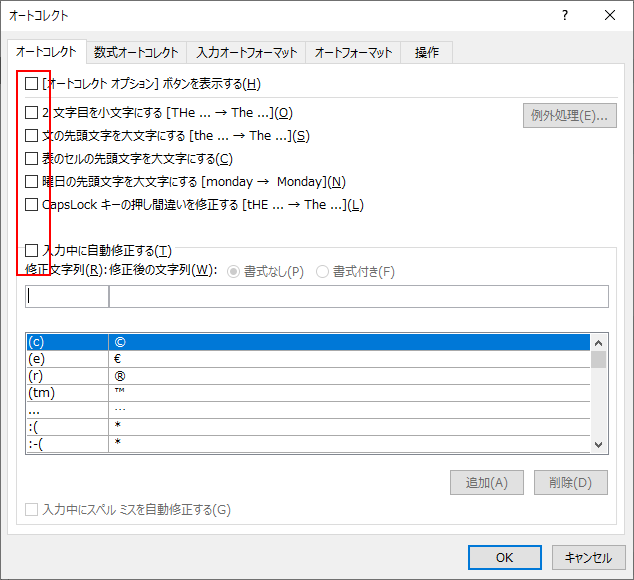 オートコレクト ? ×
オートコレクト 数式オートコレクト 入力オートフォーマット オートフォーマット 操作
[オートコレクト オプション] ボタンを表示する(H)
2 文字目を小文字にする [THe ... → The ...](O) 例外処理(E)...
文の先頭文字を大文字にする [the ... → The ...](S)
表のセルの先頭文字を大文字にする(C)
曜日の先頭文字を大文字にする [monday → Monday](N)
CapsLock キーの押し間違いを修正する [tHE ... → The ...](L)
入力中に自動修正する(T)
修正文字列(R): 修正後の文字列(W): 書式なし(P) 書式付き(F)
(c) ©
(e) €
(r) ®
(tm) ™
... …
:( *
:-( *
追加(A) 削除(D)
入力中にスペル ミスを自動修正する(G)
OK キャンセル